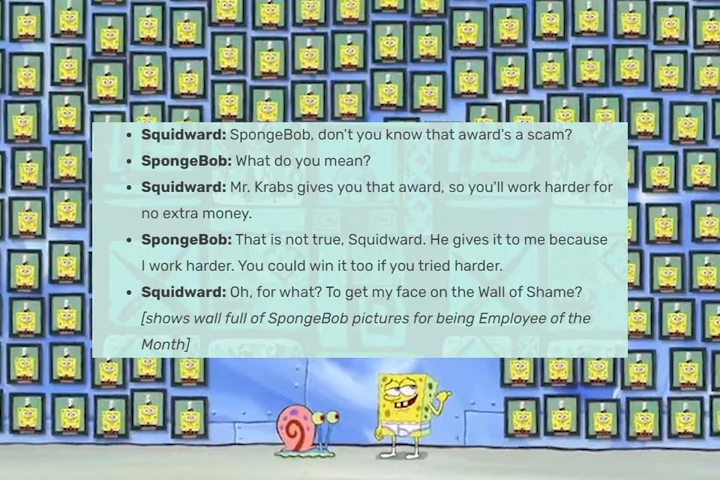 • Squidward: SpongeBob, don't you know that award's a scam?
• SpongeBob: What do you mean?
• Squidward: Mr. Krabs gives you that award, so you'll work harder for
no extra money.
• SpongeBob: That is not true, Squidward. He gives it to me because
I work harder. You could win it too if you tried harder.
• Squidward: Oh, for what? To get my face on the Wall of Shame?
[shows wall full of SpongeBob pictures for being Employee of the
Month]